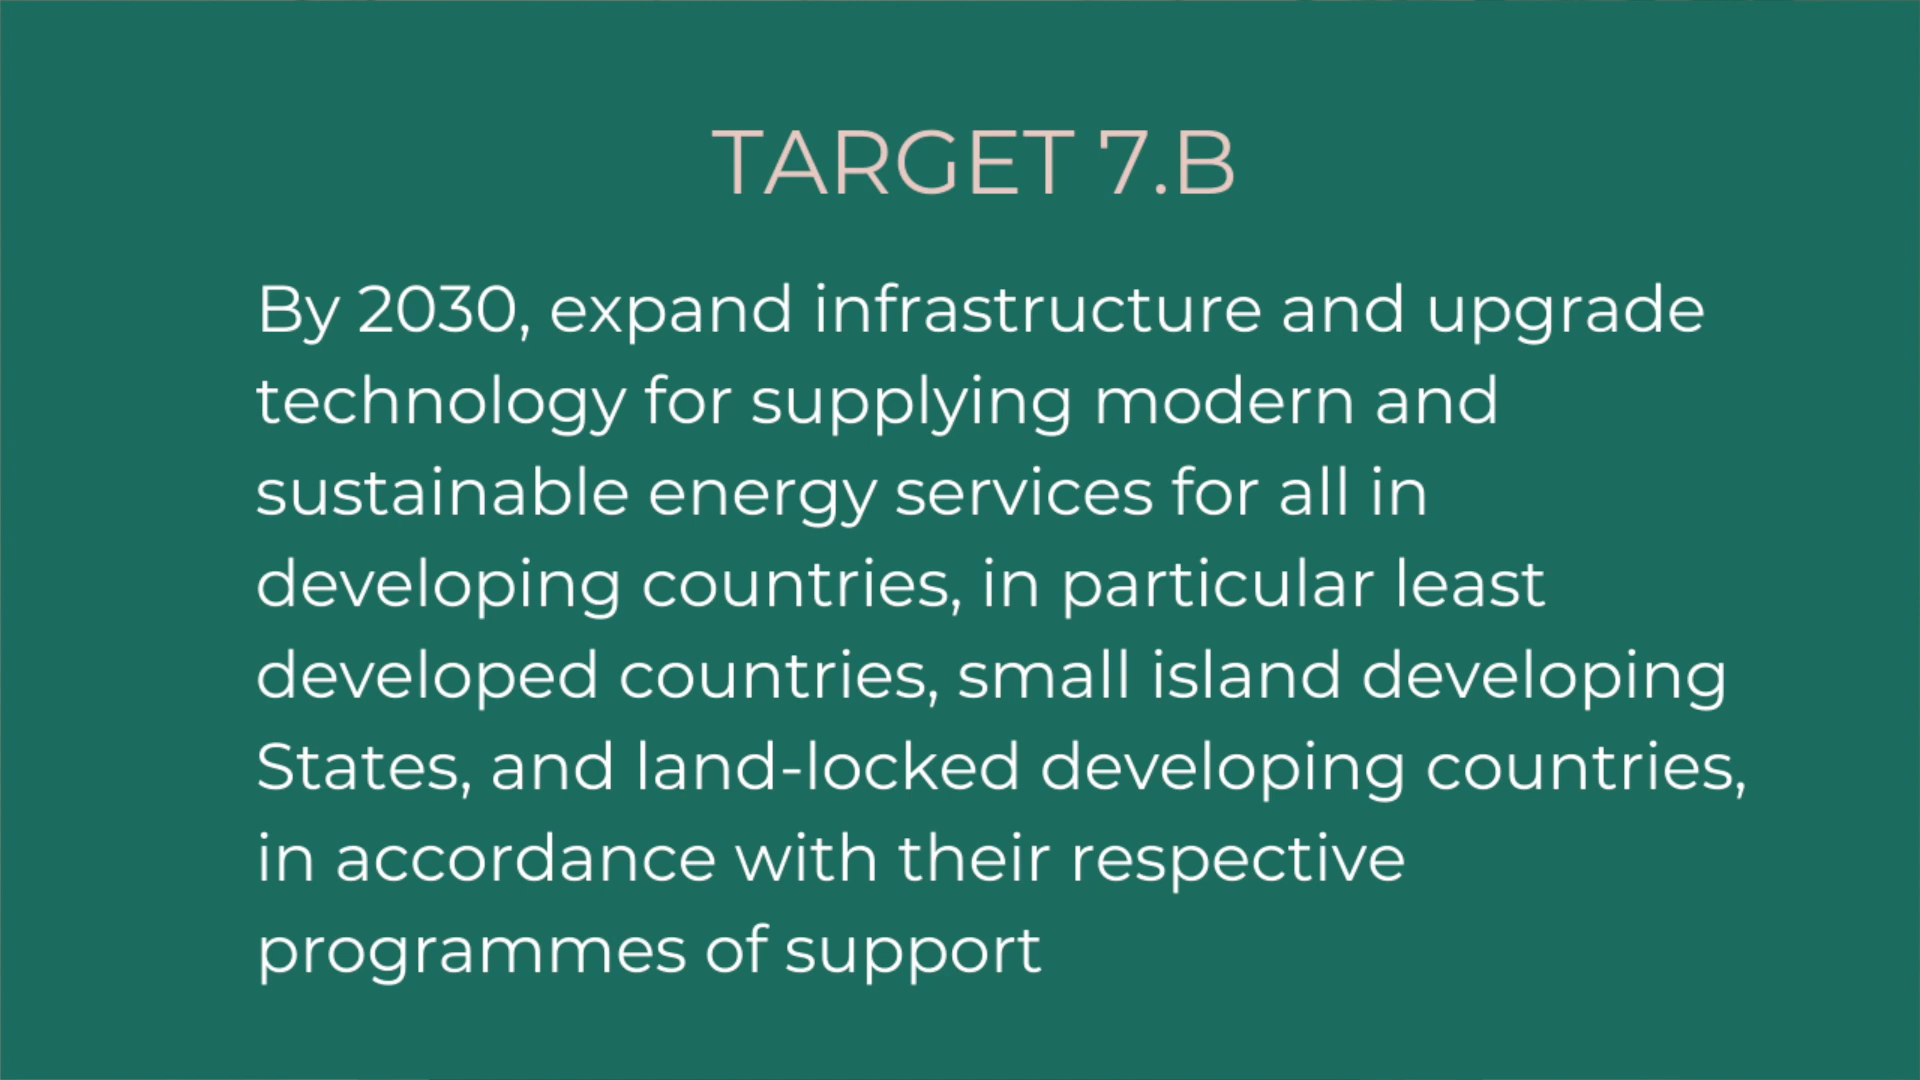 TARGET 7.B
By 2030, expand infrastructure and upgrade
technology for supplying modern and
sustainable energy services for all in
developing countries, in particular least
developed countries, small island developing
States, and land-locked developing countries,
in accordance with their respective
programmes of support